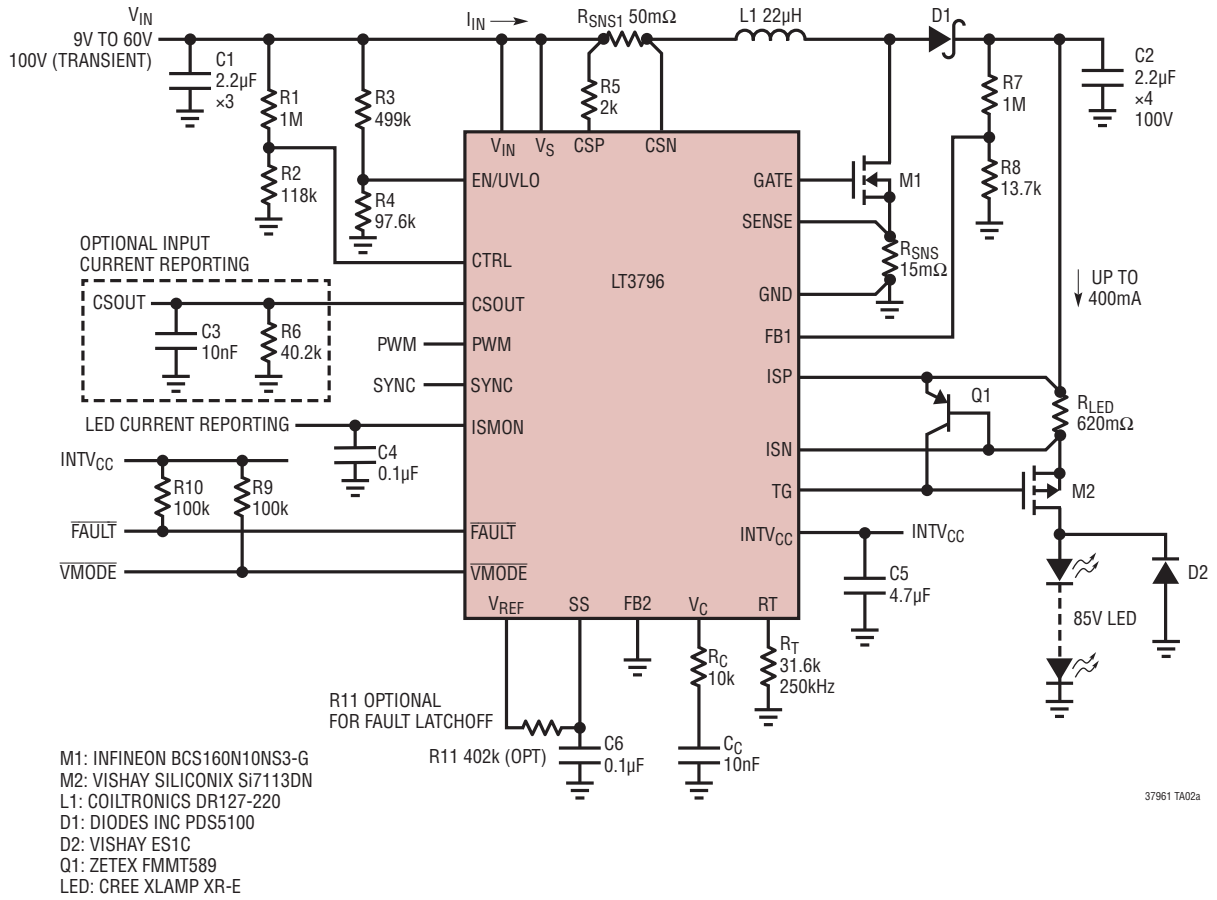 VIN
9V TO 60V
100V (TRANSIENT)
IIN
RSNS1 50mΩ
L1 22µH
D1
C1
2.2µF
×3
R1
1M
R2
118k
R3
499k
R4
97.6k
R5
2k
R7
1M
R8
13.7k
C2
2.2µF
×4
100V
VIN
VS
CSP
CSN
EN/UVLO
GATE
M1
SENSE
RSNS
15mΩ
GND
LT3796
CTRL
OPTIONAL INPUT
CURRENT REPORTING
CSOUT
CSOUT
C3
10nF
R6
40.2k
UP TO
400mA
FB1
PWM
PWM
SYNC
SYNC
ISP
Q1
RLED
620mΩ
LED CURRENT REPORTING
ISMON
C4
0.1µF
ISN
INTVCC
R10
100k
R9
100k
TG
M2
FAULT
FAULT
INTVCC
INTVCC
VMODE
VMODE
C5
4.7µF
85V LED
D2
VREF
SS
FB2
VC
RT
RC
10k
RT
31.6k
250kHz
R11 OPTIONAL
FOR FAULT LATCHOFF
R11 402k (OPT)
C6
0.1µF
CC
10nF
M1: INFINEON BCS160N10NS3-G
M2: VISHAY SILICONIX Si7113DN
L1: COILTRONICS DR127-220
D1: DIODES INC PDS5100
D2: VISHAY ES1C
Q1: ZETEX FMMT589
LED: CREE XLAMP XR-E
37961 TA02a